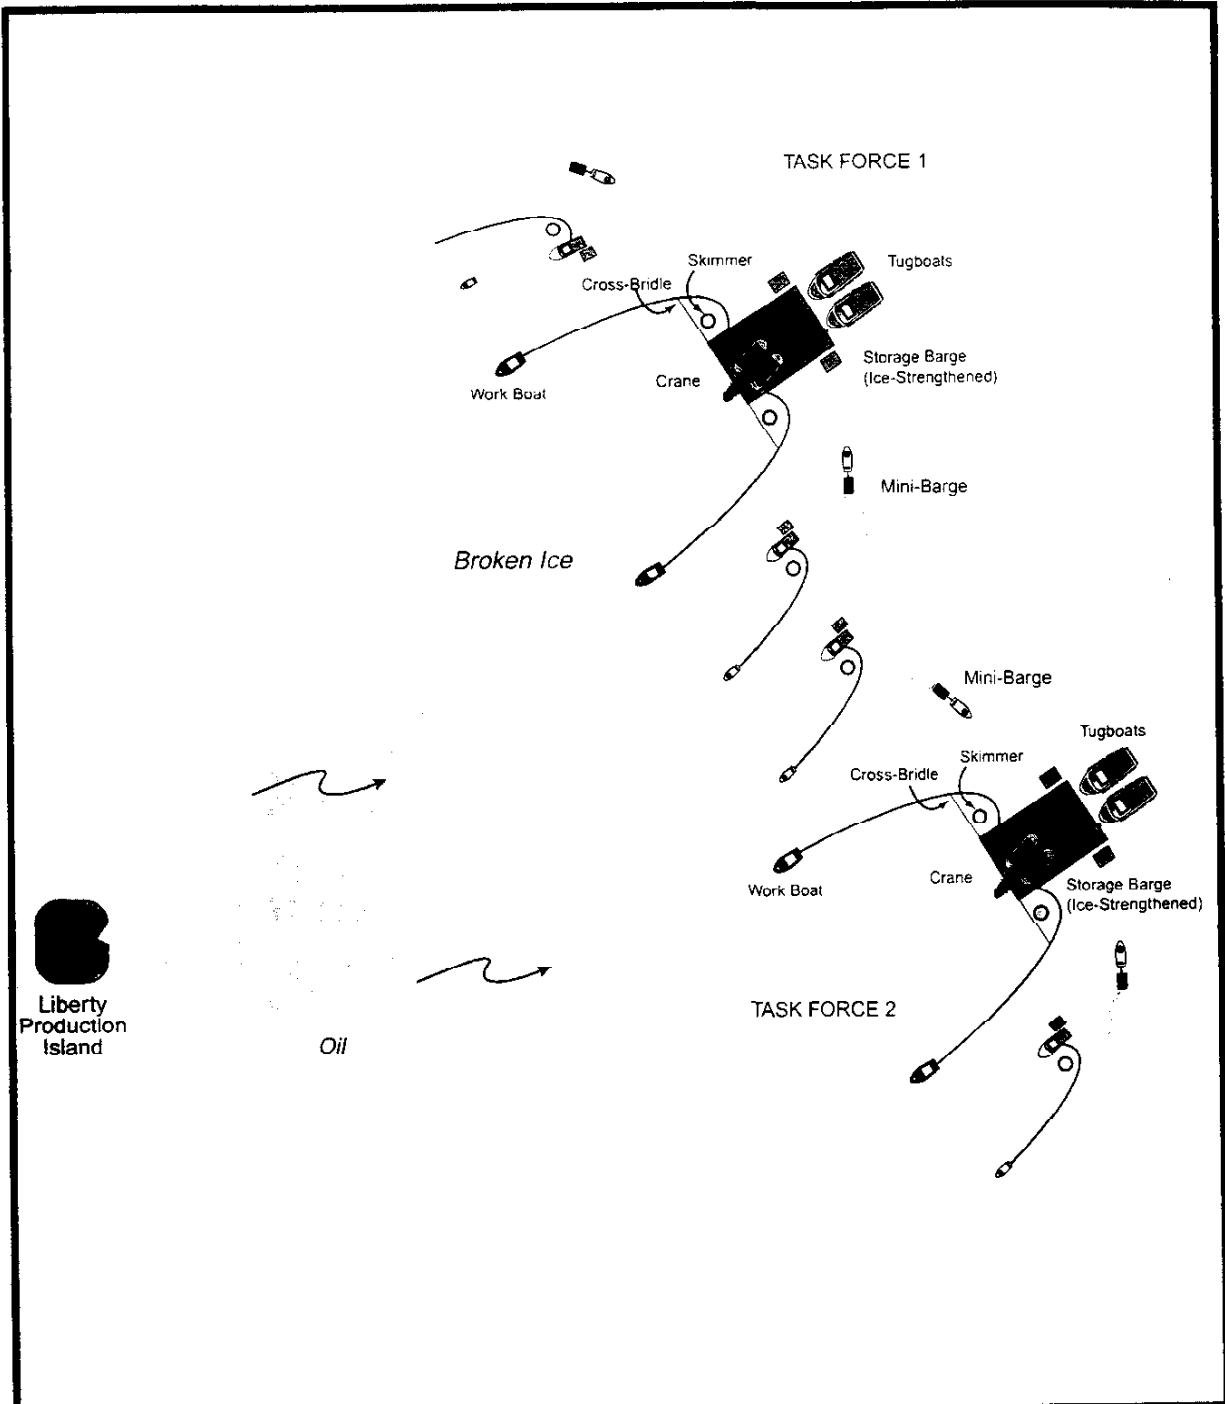 TASK FORCE 1
Skimmer
Tugboats
Cross-Bridle
Storage Barge
(Ice-Strengthened)
Crane
Work Boat
Mini-Barge
Broken Ice
Mini-Barge
Tugboats
Skimmer
Cross-Bridle
Crane
Storage Barge
(Ice-Strengthened)
Work Boat
TASK FORCE 2
Liberty
Production
Island
Oil